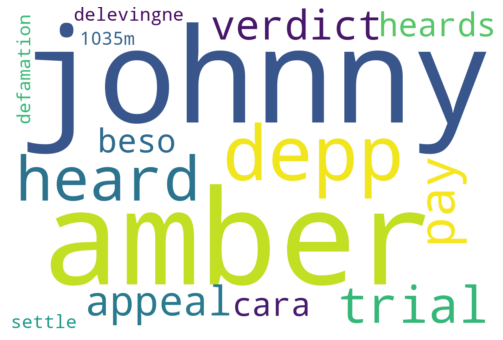 delevingne
verdict
heards
1035m
defamation
johnny
beso
depp
heard
pay
amber
appeal
cara
trial
settle